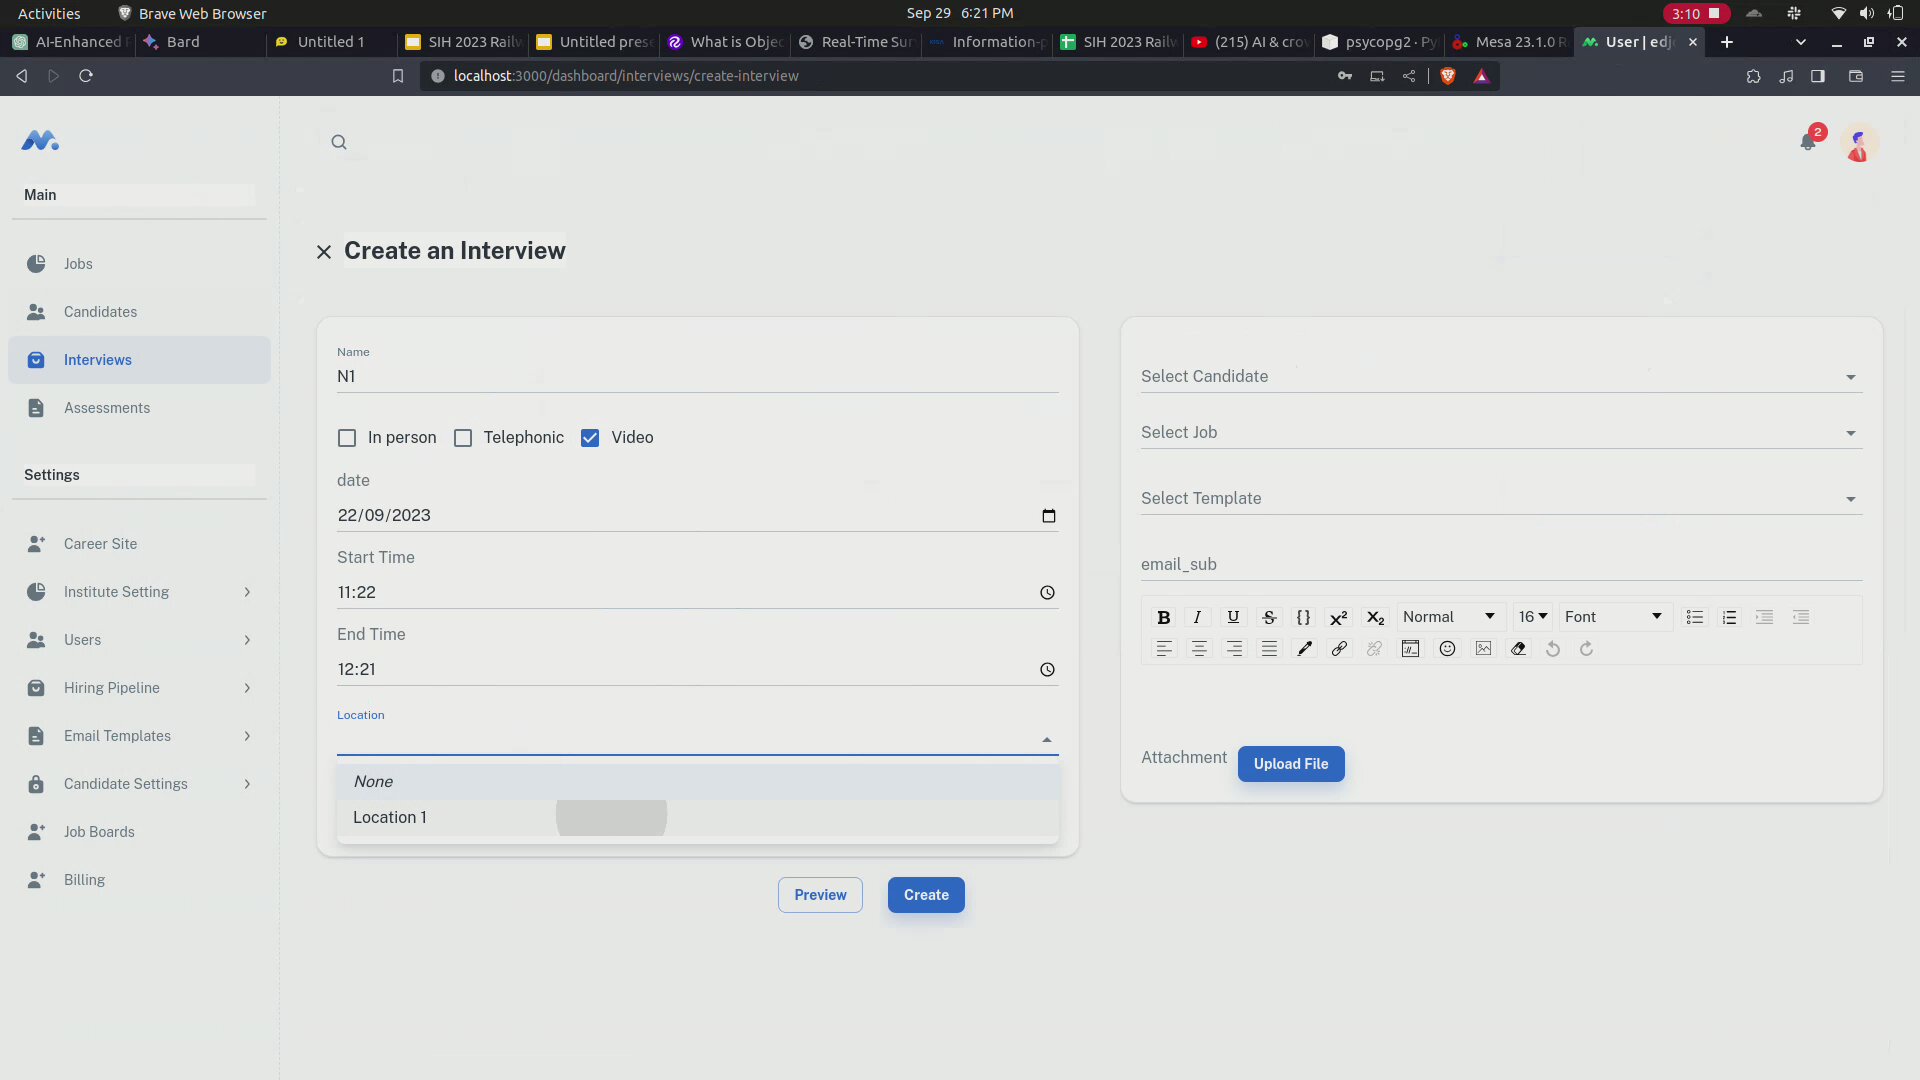 Activities
Brave Web Browser
Sep 29 6:21 PM
3:10
AI-Enhanced
Bard
Untitled 1
SIH 2023 Railw
Untitled prese
What is Objec
Real-Time Sur
Information-p
SIH 2023 Railw
(215) AI & crow
psycopg2 · Py
Mesa 23.1.0 R
User | edj
localhost:3000/dashboard/interviews/create-interview
2
Main
Jobs
Candidates
Interviews
Assessments
Settings
Career Site
Institute Setting
Users
Hiring Pipeline
Email Templates
Candidate Settings
Job Boards
Billing
Create an Interview
Name
N1
In person
Telephonic
Video
date
22/09/2023
Start Time
11:22
End Time
12:21
Location
None
Location 1
Select Candidate
Select Job
Select Template
email_sub
Normal
16
Font
Attachment
Upload File
Preview
Create